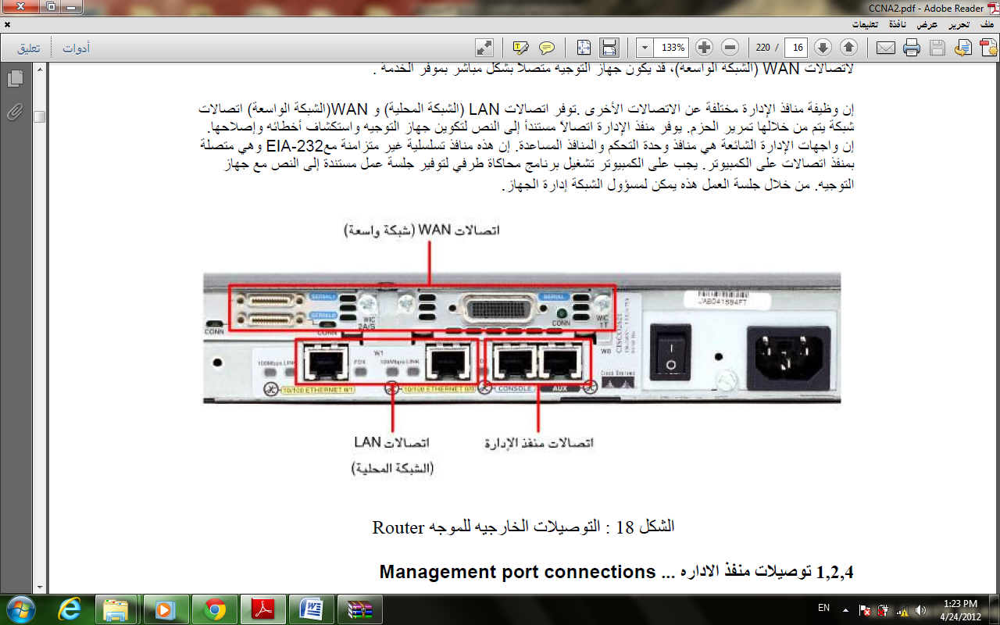 CCNA2.pdf - Adobe Reader
ملف تحرير عرض نافذة تعليمات
أدوات تعليق
133% 220 / 16
لاتصالات WAN (الشبكة الواسعة)، قد يكون جهاز التوجيه متصلاً بشكل مباشر بموفر الخدمة .
إن وظيفة منافذ الإدارة مختلفة عن الاتصالات الأخرى .توفر اتصالات LAN (الشبكة المحلية) و WAN(الشبكة الواسعة) اتصالات
شبكة يتم من خلالها تمرير الحزم. يوفر منفذ الإدارة اتصالاً مستنداً إلى النص لتكوين جهاز التوجيه واستكشاف أخطائه وإصلاحها.
إن واجهات الإدارة الشائعة هي منافذ وحدة التحكم والمنافذ المساعدة. إن هذه منافذ تسلسلية غير متزامنة معEIA-232 وهي متصلة
بمنفذ اتصالات على الكمبيوتر. يجب على الكمبيوتر تشغيل برنامج محاكاة طرفي لتوفير جلسة عمل مستندة إلى النص مع جهاز
التوجيه. من خلال جلسة العمل هذه يمكن لمسؤول الشبكة إدارة الجهاز.
اتصالات WAN (شبكة واسعة)
SERIAL1
SERIAL
SERIAL0
WIC
2A/S
CONN
WIC
1T
CONN
CONN
JAB041884FT
W1
W0
100Mbps LINK
FDX
100Mbps LINK
10/100 ETHERNET 0/1
10/100 ETHERNET 0/0
CONSOLE
AUX
Cisco Systems
اتصالات منفذ الإدارة
اتصالات LAN
(الشبكة المحلية)
الشكل 18 : التوصيلات الخارجيه للموجه Router
1,2,4 توصيلات منفذ الاداره ... Management port connections
EN
1:23 PM
4/24/2012